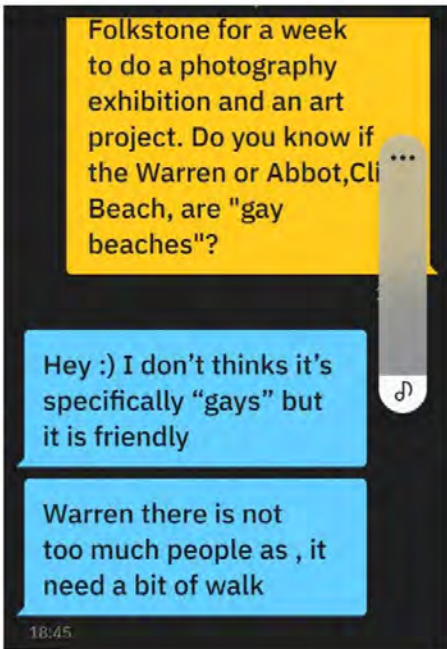 Folkstone for a week
to do a photography
exhibition and an art
project. Do you know if
the Warren or Abbot,Cli
Beach, are "gay
beaches"?
Hey :) I don’t thinks it’s
specifically “gays” but
it is friendly
Warren there is not
too much people as , it
need a bit of walk
18:45